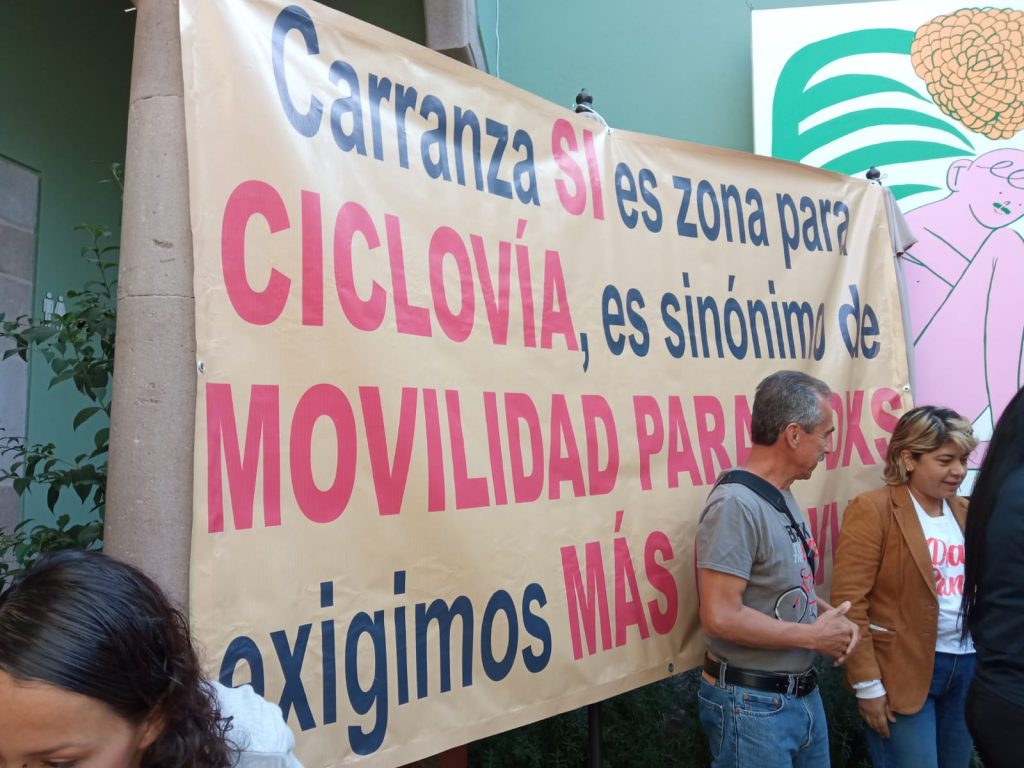 Carranza SI es zona para
CICLOVÍA, es sinónimo de
MOVILIDAD PARA
exigimos MÁS